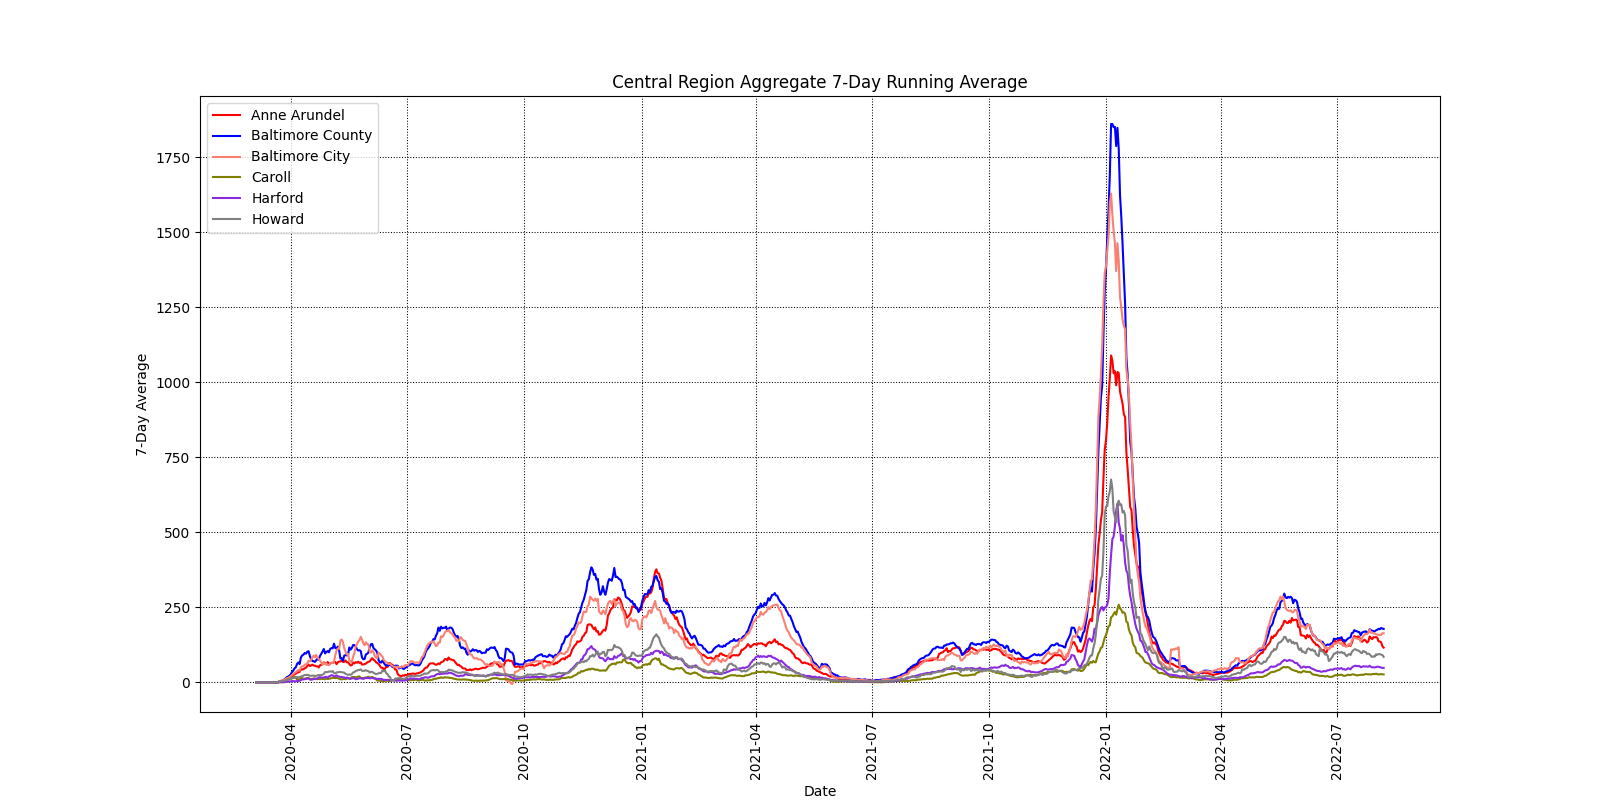 Central Region Aggregate 7-Day Running Average
Anne Arundel
Baltimore County
Baltimore City
Caroll
Harford
Howard
7-Day Average
1750
1500
1250
1000
750
500
250
0
2020-04
2020-07
2020-10
2021-01
2021-04
2021-07
2021-10
2022-01
2022-04
2022-07
Date